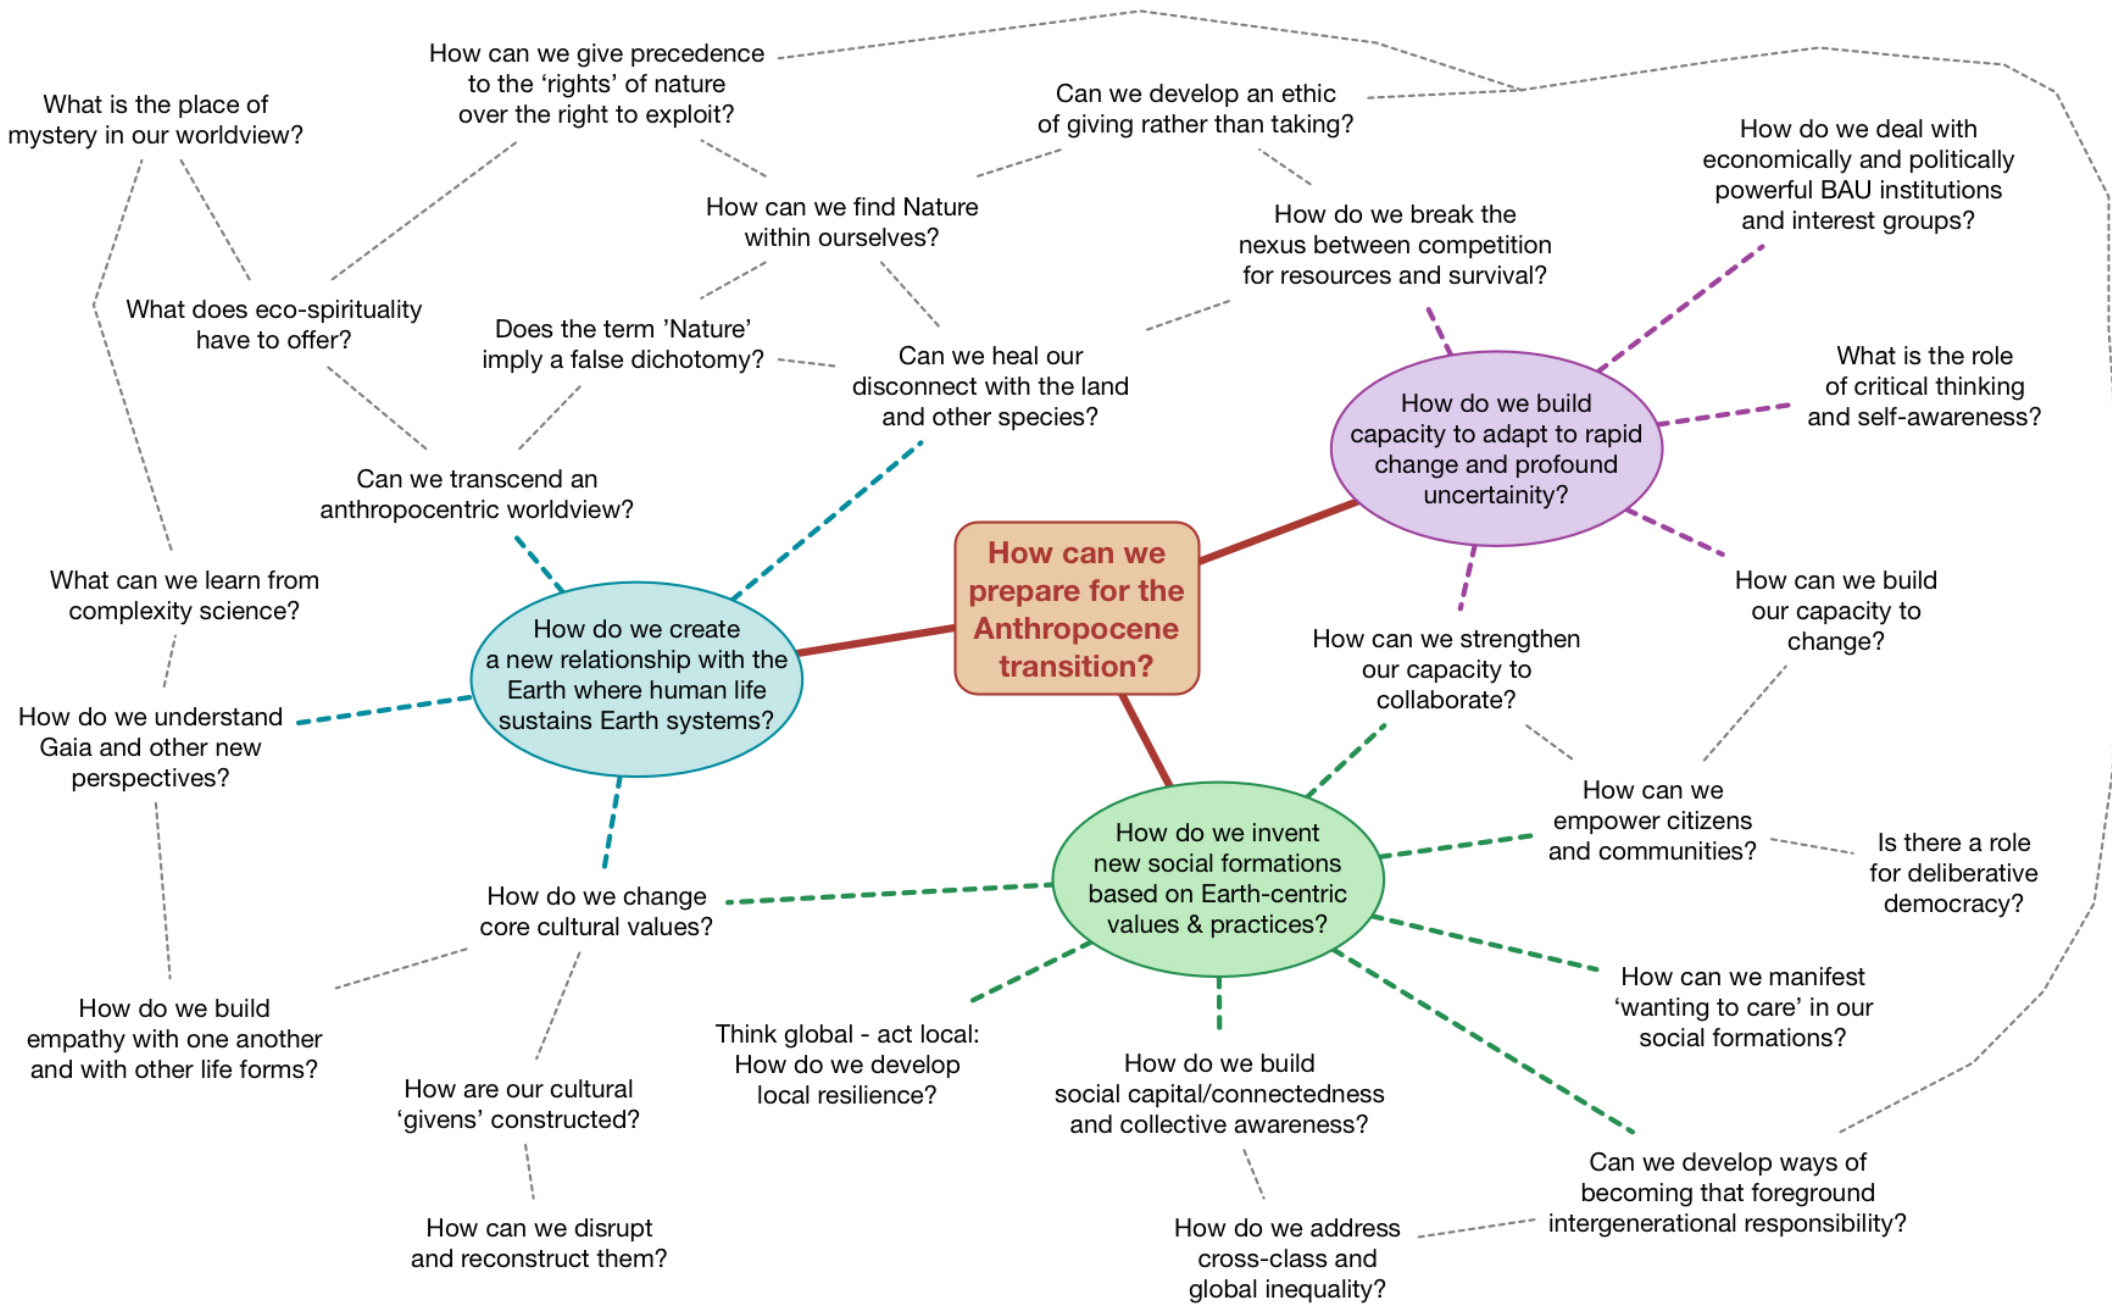 How can we give precedence
to the ‘rights’ of nature
over the right to exploit?
What is the place of
mystery in our worldview?
Can we develop an ethic
of giving rather than taking?
How do we deal with
economically and politically
powerful BAU institutions
and interest groups?
How can we find Nature
within ourselves?
How do we break the
nexus between competition
for resources and survival?
What does eco-spirituality
have to offer?
Does the term ’Nature’
imply a false dichotomy?
Can we heal our
disconnect with the land
and other species?
What is the role
of critical thinking
and self-awareness?
How do we build
capacity to adapt to rapid
change and profound
uncertainity?
Can we transcend an
anthropocentric worldview?
How can we
prepare for the
Anthropocene
transition?
What can we learn from
complexity science?
How can we build
our capacity to
change?
How do we create
a new relationship with the
Earth where human life
sustains Earth systems?
How can we strengthen
our capacity to
collaborate?
How do we understand
Gaia and other new
perspectives?
How can we
empower citizens
and communities?
Is there a role
for deliberative
democracy?
How do we invent
new social formations
based on Earth-centric
values & practices?
How do we change
core cultural values?
How can we manifest
‘wanting to care’ in our
social formations?
How do we build
empathy with one another
and with other life forms?
Think global - act local:
How do we develop
local resilience?
How do we build
social capital/connectedness
and collective awareness?
How are our cultural
‘givens’ constructed?
Can we develop ways of
becoming that foreground
intergenerational responsibility?
How can we disrupt
and reconstruct them?
How do we address
cross-class and
global inequality?